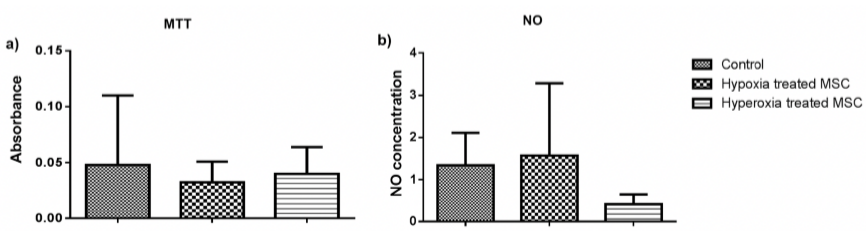 MTT
a)
0.15
0.10
0.05
0.00
Absorbance
NO
b)
4
3
2
1
0
NO concentration
Control
Hypoxia treated MSC
Hyperoxia treated MSC